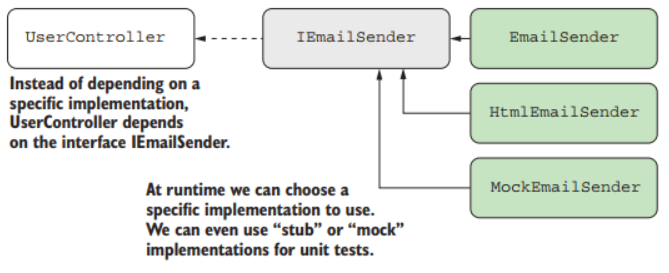 UserController
IEmailSender
EmailSender
Instead of depending on a
specific implementation,
UserController depends
on the interface IEmailSender.
HtmlEmailSender
At runtime we can choose a
specific implementation to use.
We can even use “stub” or “mock”
implementations for unit tests.
MockEmailSender